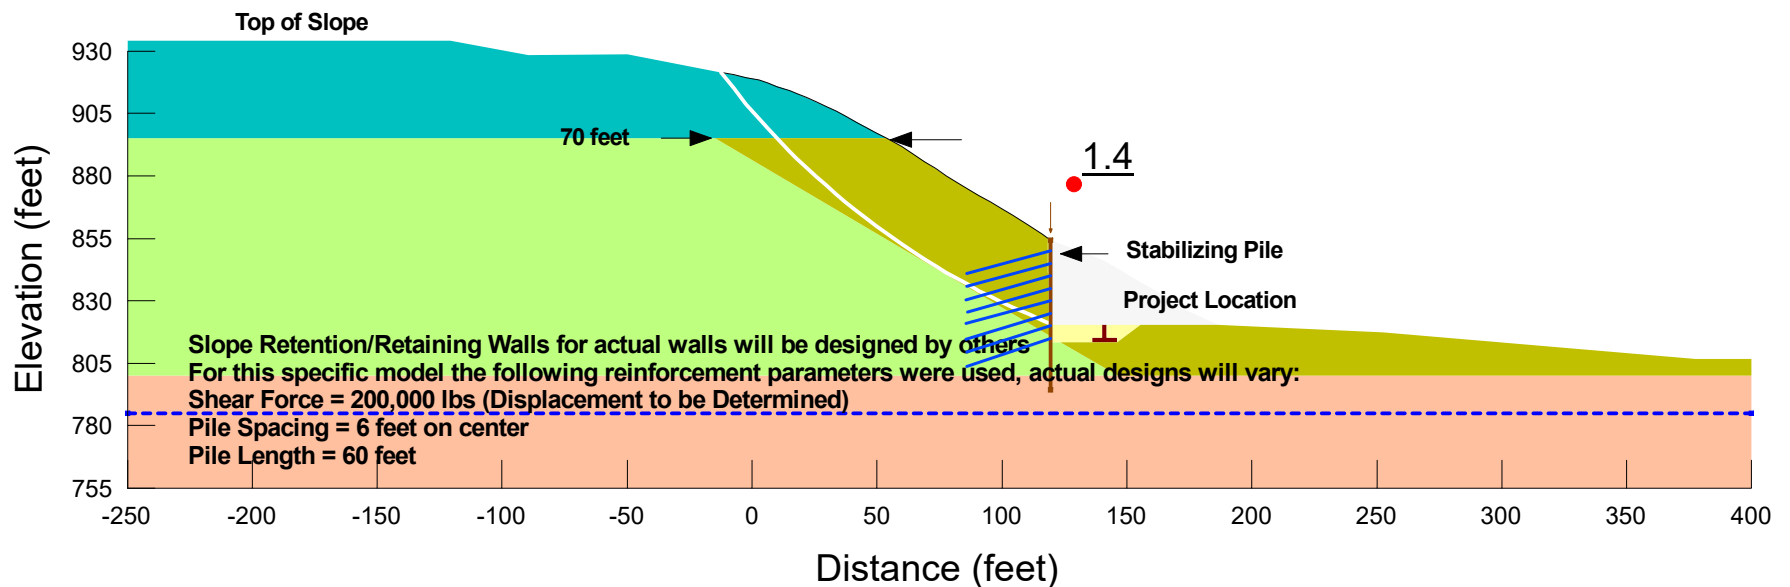 Top of Slope
930
905
880
855
830
805
780
755
Elevation (feet)
70 feet
1.4
Stabilizing Pile
Project Location
Slope Retention/Retaining Walls for actual walls will be designed by others
For this specific model the following reinforcement parameters were used, actual designs will vary:
Shear Force = 200,000 lbs (Displacement to be Determined)
Pile Spacing = 6 feet on center
Pile Length = 60 feet
-250 -200 -150 -100 -50 0 50 100 150 200 250 300 350 400
Distance (feet)